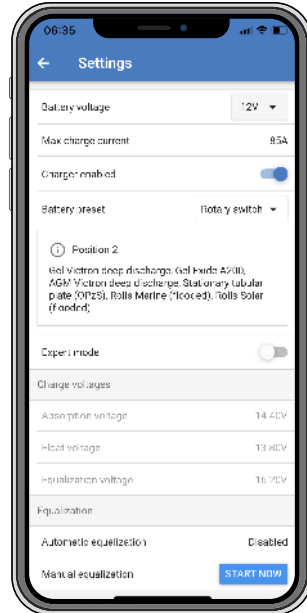 06:35
Settings
Battery voltage 12V
Max charge current 85A
Charger enabled
Battery preset Rotary switch
Position 2
Gel Victron deep discharge, Gel Exide A200,
AGM Victron deep discharge, Stationary tubular
plate (OPzS), Rolls Marine (flooded), Rolls Solar
(flooded)
Expert mode
Charge voltages
Absorption voltage 14.40V
Float voltage 13.80V
Equalization voltage 16.20V
Equalization
Automatic equalization Disabled
Manual equalization START NOW